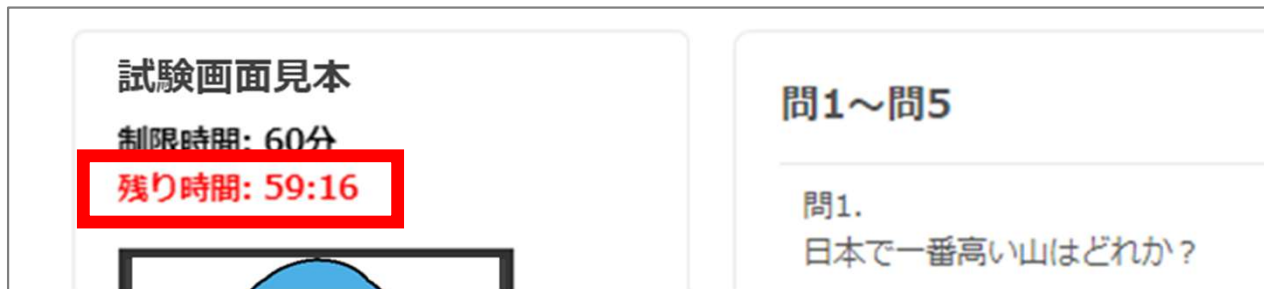 試験画面見本
制限時間: 60分
残り時間: 59:16
問1～問5
問1.
日本で一番高い山はどれか？